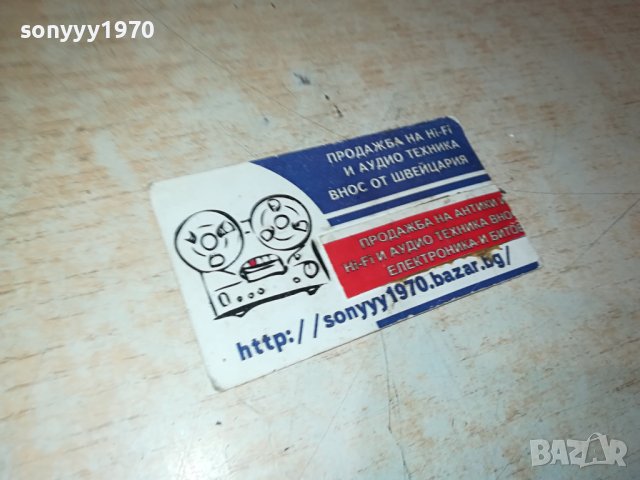 sonyyy1970
ПРОДАЖБА НА Hi-Fi
И АУДИО ТЕХНИКА
ВНОС ОТ ШВЕЙЦАРИЯ
ПРОДАЖБА НА АНТИКИ
Hi-Fi И АУДИО ТЕХНИКА
ЕЛЕКТРОНИКА И
http://sonyyy1970.bazar.bg/
BAZAR
bg